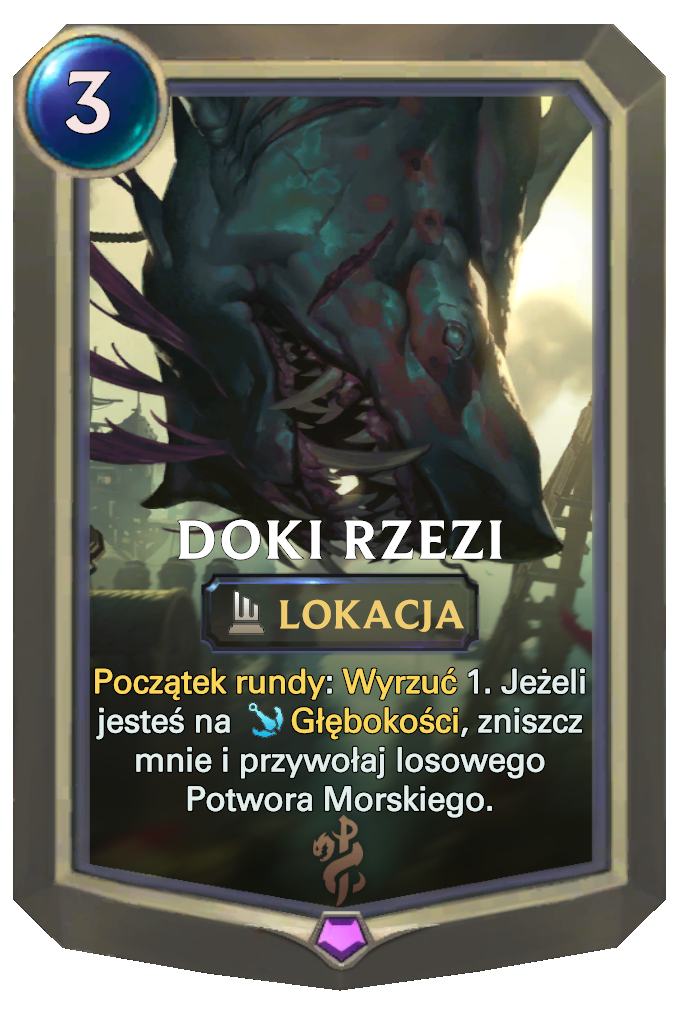 3
DOKI RZEZI
LOKACJA
Początek rundy: Wyrzuć 1. Jeżeli
jesteś na Głębokości, zniszcz
mnie i przywołaj losowego
Potwora Morskiego.